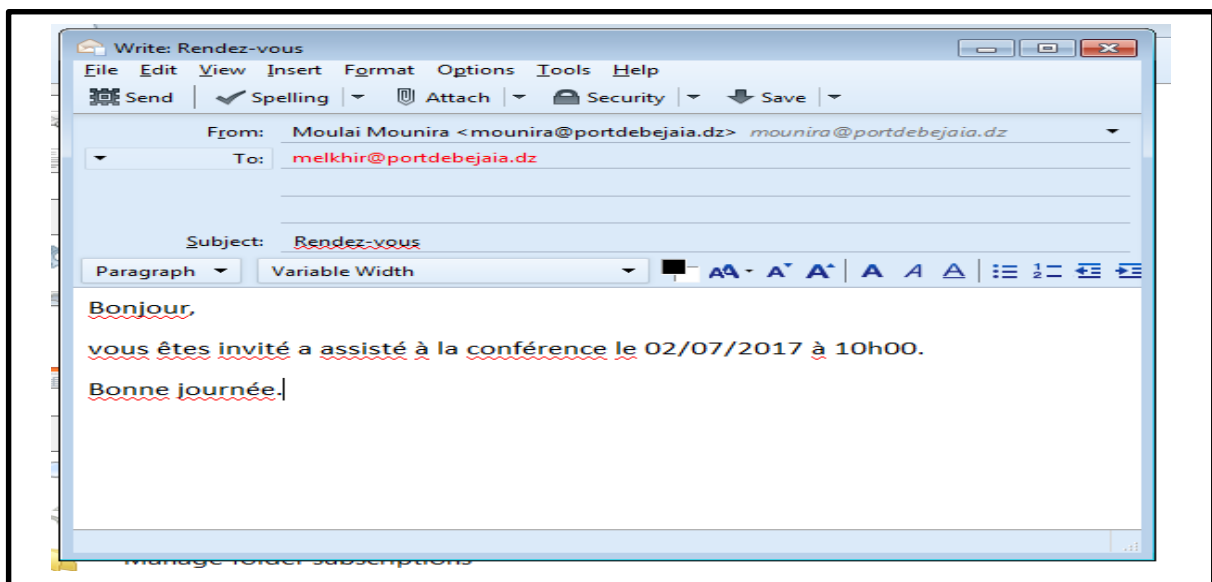 Write: Rendez-vous
File Edit View Insert Format Options Tools Help
Send Spelling Attach Security Save
From: Moulai Mounira <mounira@portdebejaia.dz> mounira@portdebejaia.dz
To: melkhir@portdebejaia.dz
Subject: Rendez-vous
Paragraph Variable Width
Bonjour,
vous êtes invité a assisté à la conférence le 02/07/2017 à 10h00.
Bonne journée.
Manage folder subscriptions